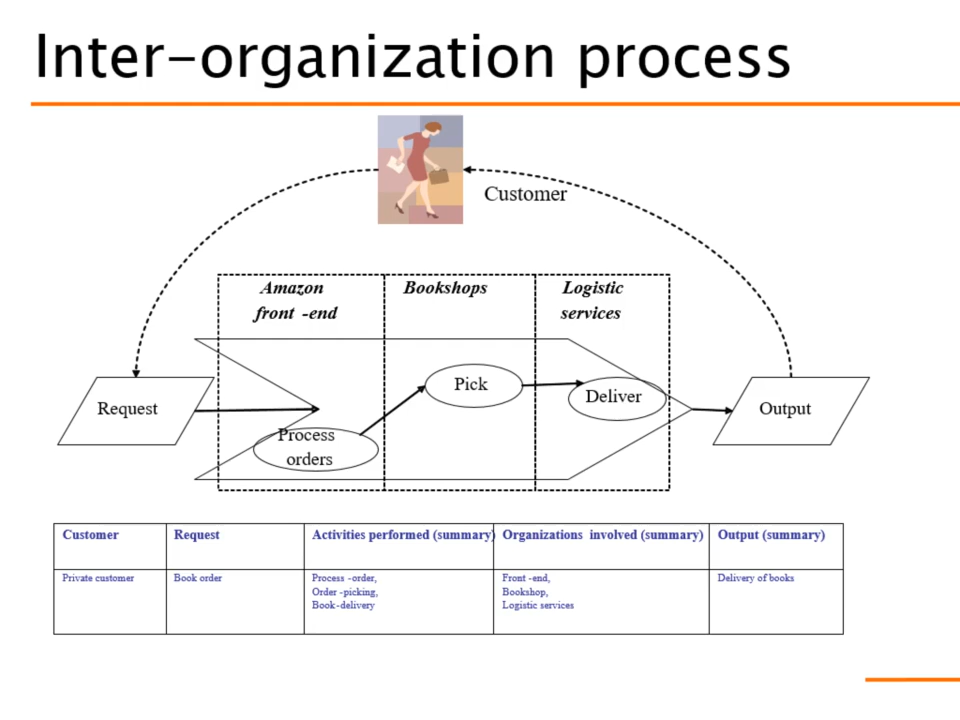 Inter-organization process
Customer
Amazon
front -end
Bookshops
Logistic
services
Request
Process
orders
Pick
Deliver
Output
Customer
Request
Activities performed (summary)
Organizations involved (summary)
Output (summary)
Private customer
Book order
Process -order,
Order -picking,
Book-delivery
Front -end,
Bookshop,
Logistic services
Delivery of books